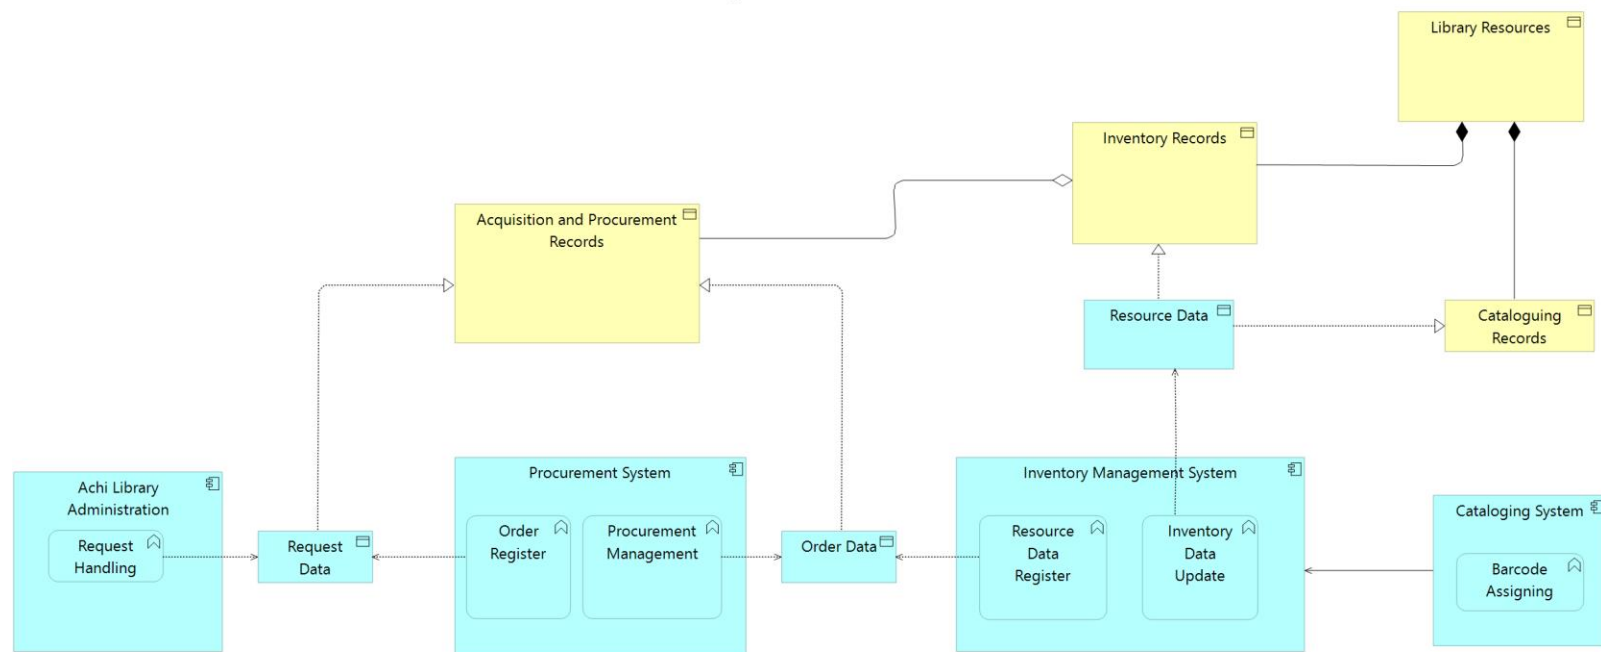 Library Resources
Inventory Records
Acquisition and Procurement
Records
Resource Data
Cataloguing
Records
Achi Library
Administration
Request
Handling
Request
Data
Procurement System
Order
Register
Procurement
Management
Order Data
Inventory Management System
Resource
Data
Register
Inventory
Data
Update
Cataloging System
Barcode
Assigning